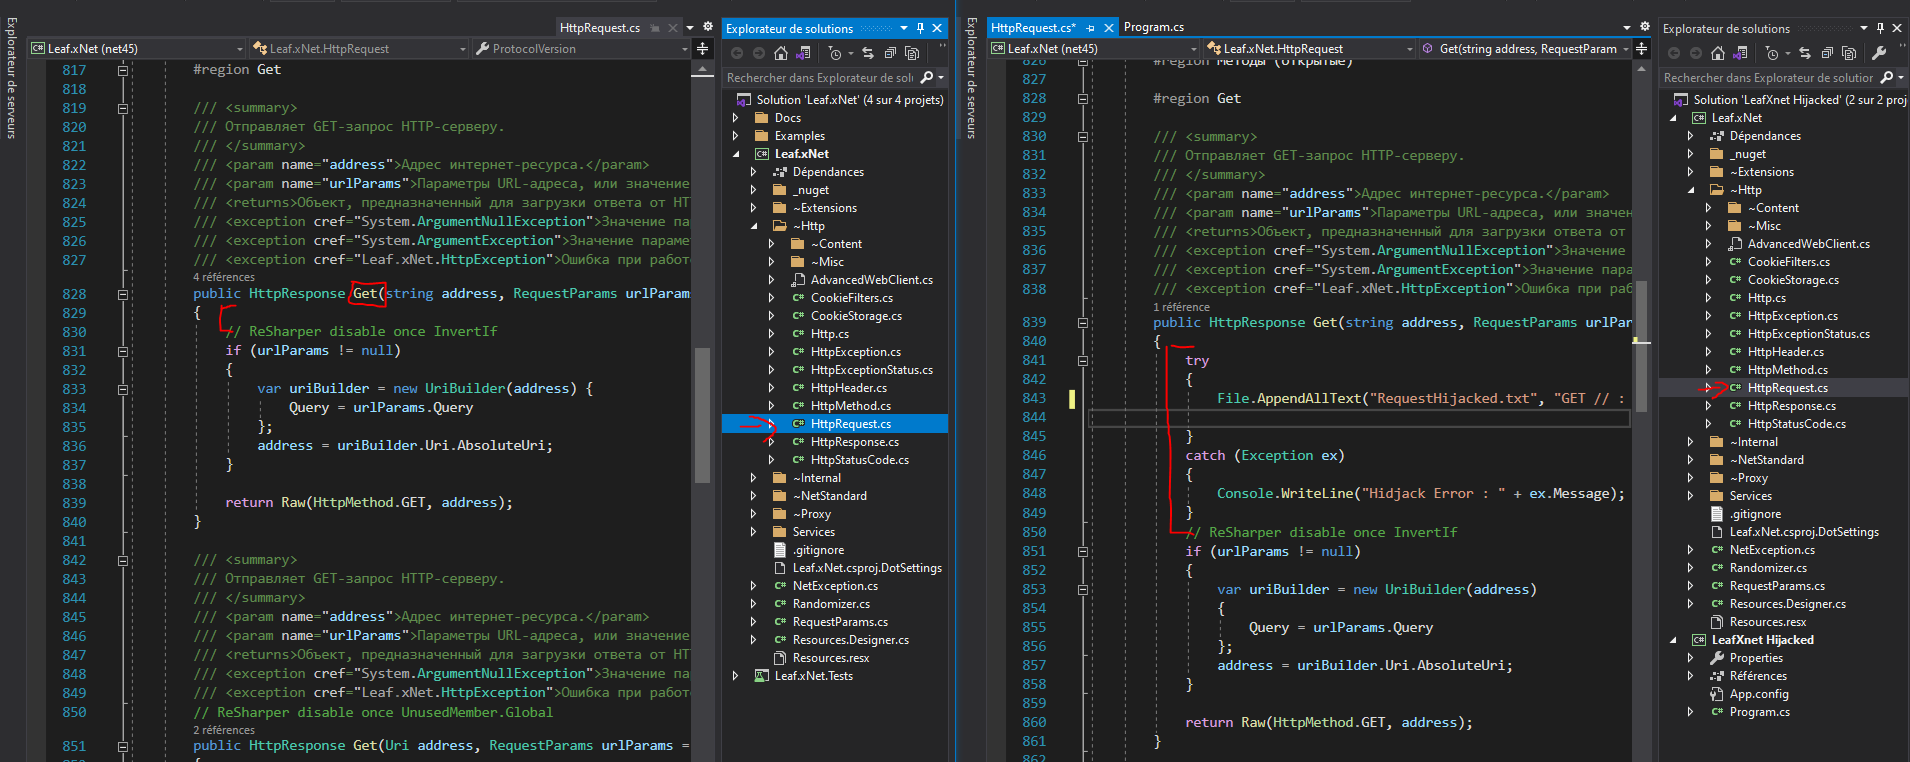 Explorateur de serveurs
HttpRequest.cs
Leaf.xNet (net45)
Leaf.xNet.HttpRequest
ProtocolVersion
817 #region Get
818
819 /// <summary>
820 /// Отправляет GET-запрос HTTP-серверу.
821 /// </summary>
822 /// <param name="address">Адрес интернет-ресурса.</param>
823 /// <param name="urlParams">Параметры URL-адреса, или значение
824 /// <returns>Объект, предназначенный для загрузки ответа от HT
825 /// <exception cref="System.ArgumentNullException">Значение па
826 /// <exception cref="System.ArgumentException">Значение параме
827 /// <exception cref="Leaf.xNet.HttpException">Ошибка при работ
4 références
828 public HttpResponse Get(string address, RequestParams urlParam
829 {
830 // ReSharper disable once InvertIf
831 if (urlParams != null)
832 {
833 var uriBuilder = new UriBuilder(address) {
834 Query = urlParams.Query
835 };
836 address = uriBuilder.Uri.AbsoluteUri;
837 }
838
839 return Raw(HttpMethod.GET, address);
840 }
841
842 /// <summary>
843 /// Отправляет GET-запрос HTTP-серверу.
844 /// </summary>
845 /// <param name="address">Адрес интернет-ресурса.</param>
846 /// <param name="urlParams">Параметры URL-адреса, или значение
847 /// <returns>Объект, предназначенный для загрузки ответа от HT
848 /// <exception cref="System.ArgumentNullException">Значение па
849 /// <exception cref="Leaf.xNet.HttpException">Ошибка при работ
850 // ReSharper disable once UnusedMember.Global
2 références
851 public HttpResponse Get(Uri address, RequestParams urlParams =
Explorateur de solutions
Rechercher dans Explorateur de solu
Solution 'Leaf.xNet' (4 sur 4 projets)
Docs
Examples
Leaf.xNet
Dépendances
_nuget
~Extensions
~Http
~Content
~Misc
AdvancedWebClient.cs
CookieFilters.cs
CookieStorage.cs
Http.cs
HttpException.cs
HttpExceptionStatus.cs
HttpHeader.cs
HttpMethod.cs
HttpRequest.cs
HttpResponse.cs
HttpStatusCode.cs
~Internal
~NetStandard
~Proxy
Services
.gitignore
Leaf.xNet.csproj.DotSettings
NetException.cs
Randomizer.cs
RequestParams.cs
Resources.Designer.cs
Resources.resx
Leaf.xNet.Tests
Explorateur de serveurs
HttpRequest.cs*
Program.cs
Leaf.xNet (net45)
Leaf.xNet.HttpRequest
Get(string address, RequestParam
826 #region Методы (открытые)
827
828 #region Get
829
830 /// <summary>
831 /// Отправляет GET-запрос HTTP-серверу.
832 /// </summary>
833 /// <param name="address">Адрес интернет-ресурса.</param>
834 /// <param name="urlParams">Параметры URL-адреса, или значен
835 /// <returns>Объект, предназначенный для загрузки ответа от
836 /// <exception cref="System.ArgumentNullException">Значение
837 /// <exception cref="System.ArgumentException">Значение пара
838 /// <exception cref="Leaf.xNet.HttpException">Ошибка при раб
1 référence
839 public HttpResponse Get(string address, RequestParams urlPar
840 {
841 try
842 {
843 File.AppendAllText("RequestHijacked.txt", "GET // :
844
845 }
846 catch (Exception ex)
847 {
848 Console.WriteLine("Hidjack Error : " + ex.Message);
849 }
850 // ReSharper disable once InvertIf
851 if (urlParams != null)
852 {
853 var uriBuilder = new UriBuilder(address)
854 {
855 Query = urlParams.Query
856 };
857 address = uriBuilder.Uri.AbsoluteUri;
858 }
859
860 return Raw(HttpMethod.GET, address);
861 }
Explorateur de solutions
Rechercher dans Explorateur de solution
Solution 'LeafXnet Hijacked' (2 sur 2 proj
Leaf.xNet
Dépendances
_nuget
~Extensions
~Http
~Content
~Misc
AdvancedWebClient.cs
CookieFilters.cs
CookieStorage.cs
Http.cs
HttpException.cs
HttpExceptionStatus.cs
HttpHeader.cs
HttpMethod.cs
HttpRequest.cs
HttpResponse.cs
HttpStatusCode.cs
~Internal
~NetStandard
~Proxy
Services
.gitignore
Leaf.xNet.csproj.DotSettings
NetException.cs
Randomizer.cs
RequestParams.cs
Resources.Designer.cs
Resources.resx
LeafXnet Hijacked
Properties
Références
App.config
Program.cs